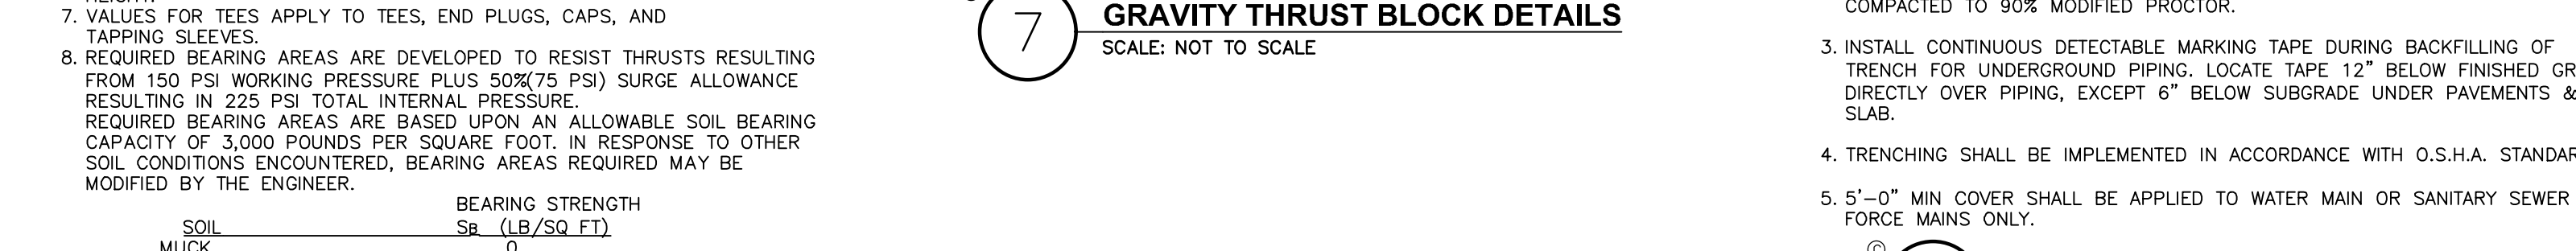 7. VALUES FOR TEES APPLY TO TEES, END PLUGS, CAPS, AND
TAPPING SLEEVES.
8. REQUIRED BEARING AREAS ARE DEVELOPED TO RESIST THRUSTS RESULTING
FROM 150 PSI WORKING PRESSURE PLUS 50%(75 PSI) SURGE ALLOWANCE
RESULTING IN 225 PSI TOTAL INTERNAL PRESSURE.
REQUIRED BEARING AREAS ARE BASED UPON AN ALLOWABLE SOIL BEARING
CAPACITY OF 3,000 POUNDS PER SQUARE FOOT. IN RESPONSE TO OTHER
SOIL CONDITIONS ENCOUNTERED, BEARING AREAS REQUIRED MAY BE
MODIFIED BY THE ENGINEER.
BEARING STRENGTH
SOIL SB (LB/SQ FT)
MUCK 0
7 GRAVITY THRUST BLOCK DETAILS
SCALE: NOT TO SCALE
COMPACTED TO 90% MODIFIED PROCTOR.
3. INSTALL CONTINUOUS DETECTABLE MARKING TAPE DURING BACKFILLING OF
TRENCH FOR UNDERGROUND PIPING. LOCATE TAPE 12" BELOW FINISHED GR
DIRECTLY OVER PIPING, EXCEPT 6" BELOW SUBGRADE UNDER PAVEMENTS &
SLAB.
4. TRENCHING SHALL BE IMPLEMENTED IN ACCORDANCE WITH O.S.H.A. STANDAR
5. 5'-0" MIN COVER SHALL BE APPLIED TO WATER MAIN OR SANITARY SEWER
FORCE MAINS ONLY.
©